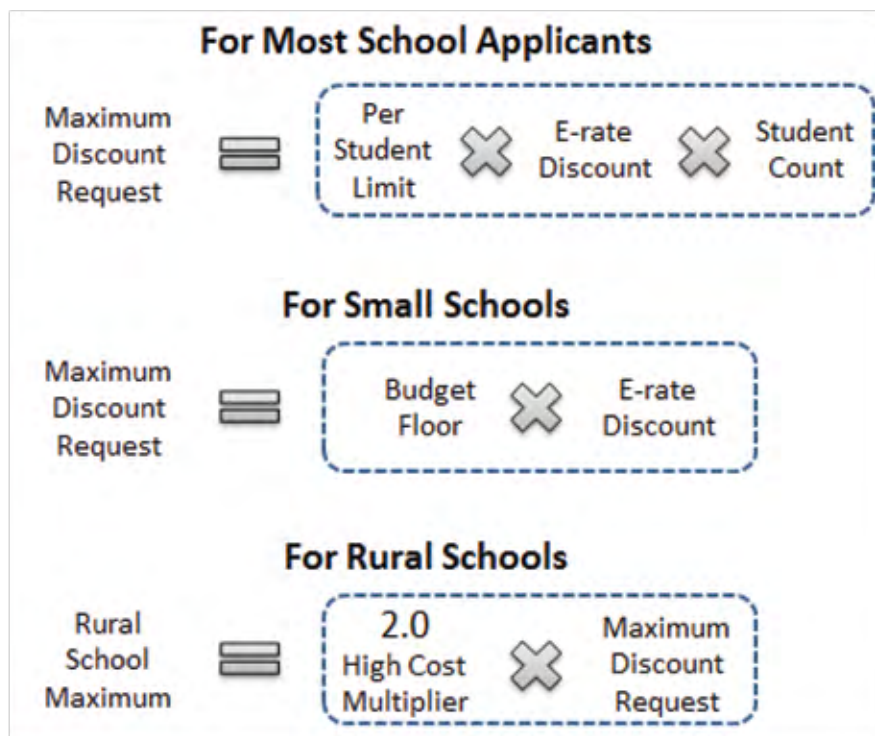 For Most School Applicants
Maximum
Discount
Request
Per
Student
Limit
E-rate
Discount
Student
Count
For Small Schools
Maximum
Discount
Request
Budget
Floor
E-rate
Discount
For Rural Schools
Rural
School
Maximum
2.0
High Cost
Multiplier
Maximum
Discount
Request